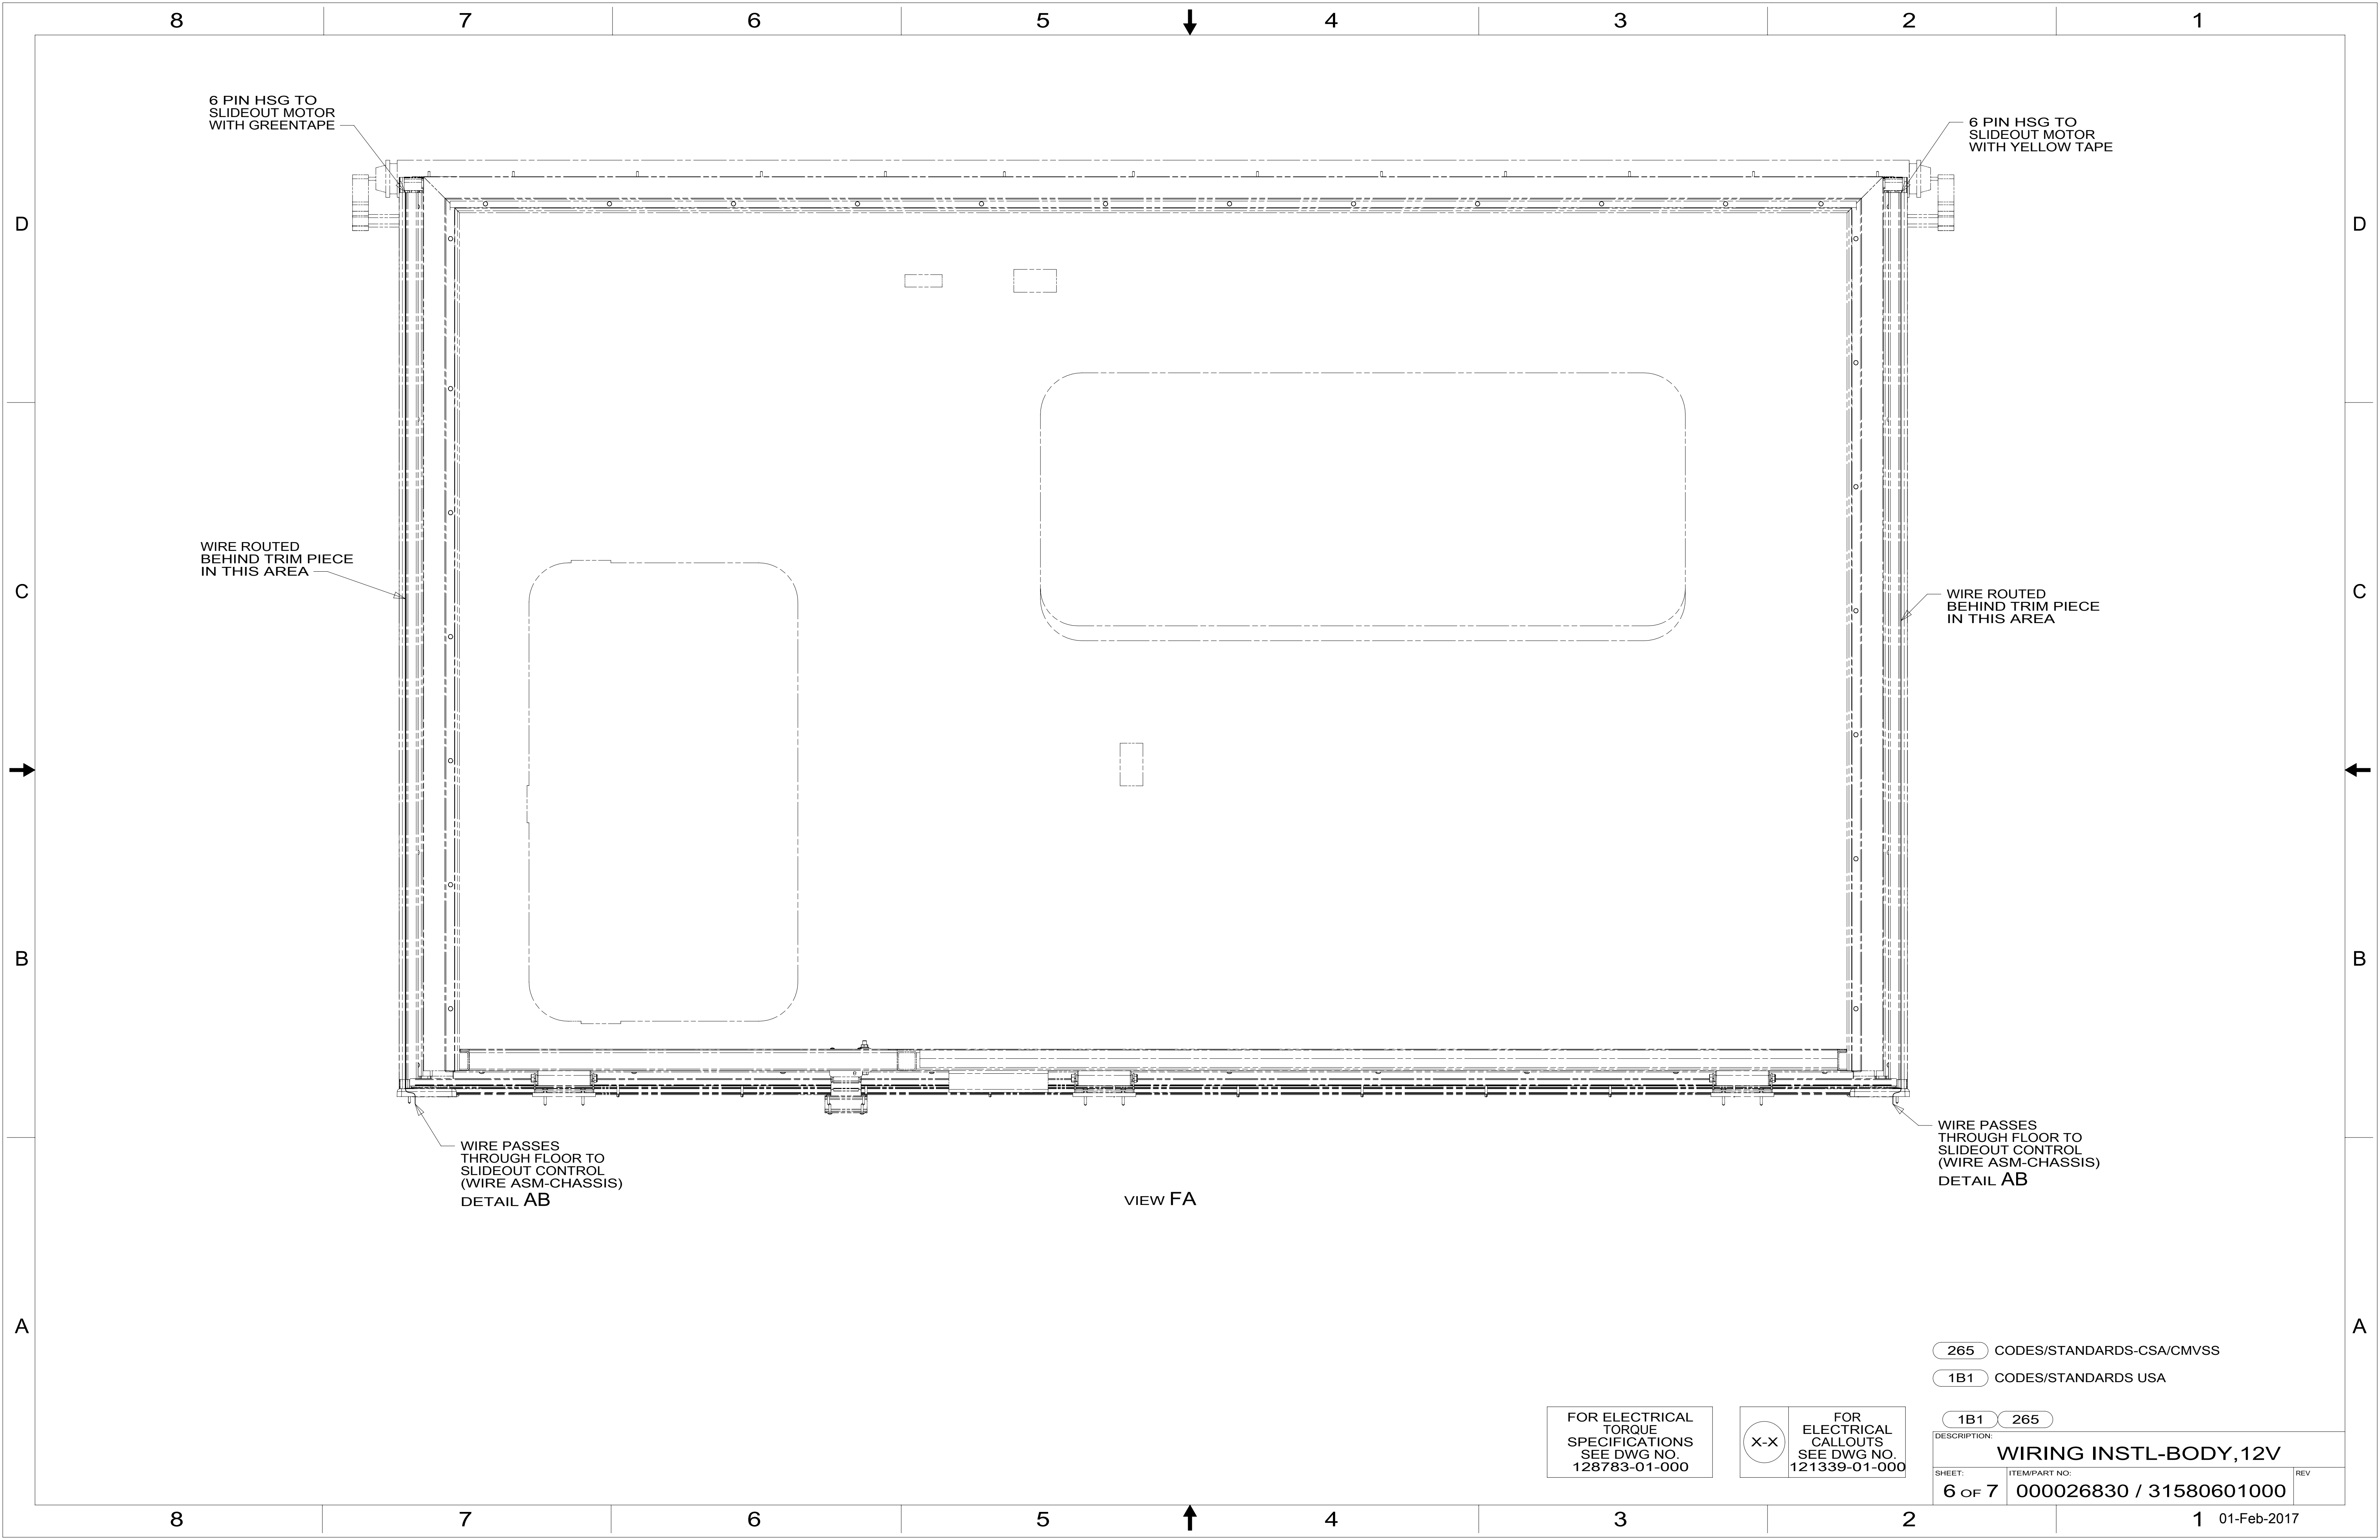 8 7 6 5 4 3 2 1
6 PIN HSG TO
SLIDEOUT MOTOR
WITH GREENTAPE
6 PIN HSG TO
SLIDEOUT MOTOR
WITH YELLOW TAPE
D D
WIRE ROUTED
BEHIND TRIM PIECE
IN THIS AREA
C C
WIRE ROUTED
BEHIND TRIM PIECE
IN THIS AREA
B B
WIRE PASSES
THROUGH FLOOR TO
SLIDEOUT CONTROL
(WIRE ASM-CHASSIS)
DETAIL AB
VIEW FA
WIRE PASSES
THROUGH FLOOR TO
SLIDEOUT CONTROL
(WIRE ASM-CHASSIS)
DETAIL AB
A A
265 CODES/STANDARDS-CSA/CMVSS
1B1 CODES/STANDARDS USA
FOR ELECTRICAL
TORQUE
SPECIFICATIONS
SEE DWG NO.
128783-01-000
X-X
FOR
ELECTRICAL
CALLOUTS
SEE DWG NO.
121339-01-000
1B1 265
DESCRIPTION:
WIRING INSTL-BODY,12V
SHEET: ITEM/PART NO: REV
6 OF 7 000026830 / 31580601000
8 7 6 5 4 3 2 1 01-Feb-2017